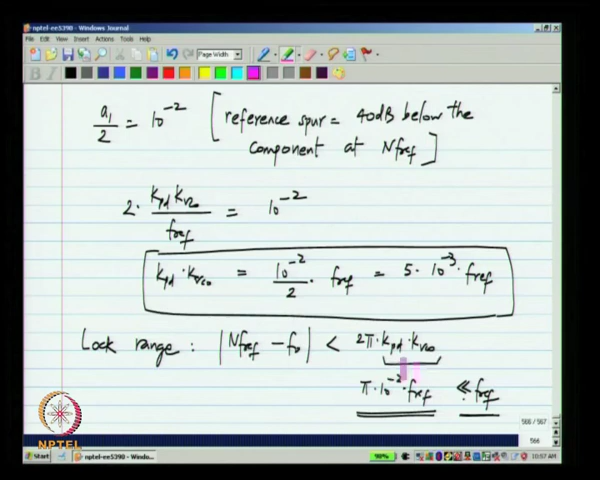 nptel-ee5390 - Windows Journal
File Edit View Insert Actions Tools Help
Page Width
a₁/2 = 10⁻² [reference spur = 40dB below the component at Nfref]
2 · Kpd Kvco / fref = 10⁻²
Kpd · Kvco = 10⁻²/2 · fref = 5 · 10⁻³ · fref
Lock range : |Nfref − fo| < 2π · Kpd · Kvco
π · 10⁻² · fref ≪ fref
566 / 567
566
NPTEL
Start nptel-ee5390 - Windo... 98% 10:57 AM